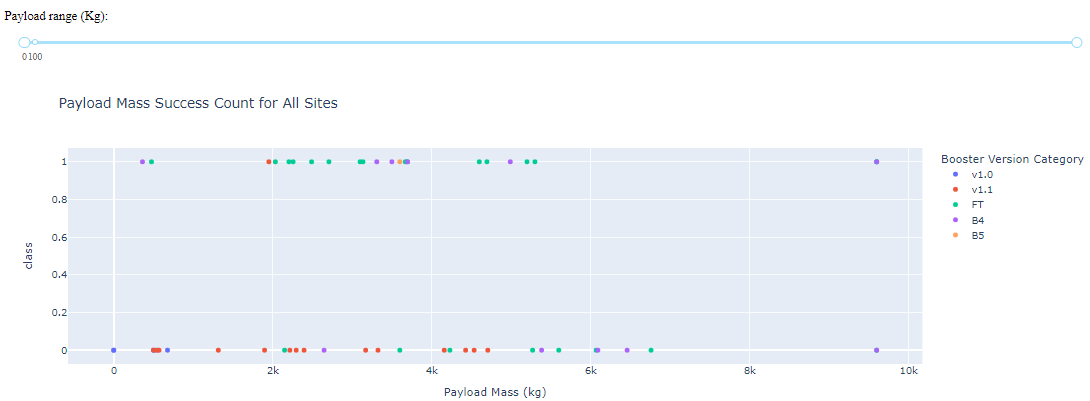 Payload range (Kg):
0100
Payload Mass Success Count for All Sites
Booster Version Category
v1.0
v1.1
FT
B4
B5
1
0.8
0.6
0.4
0.2
0
class
0 2k 4k 6k 8k 10k
Payload Mass (kg)